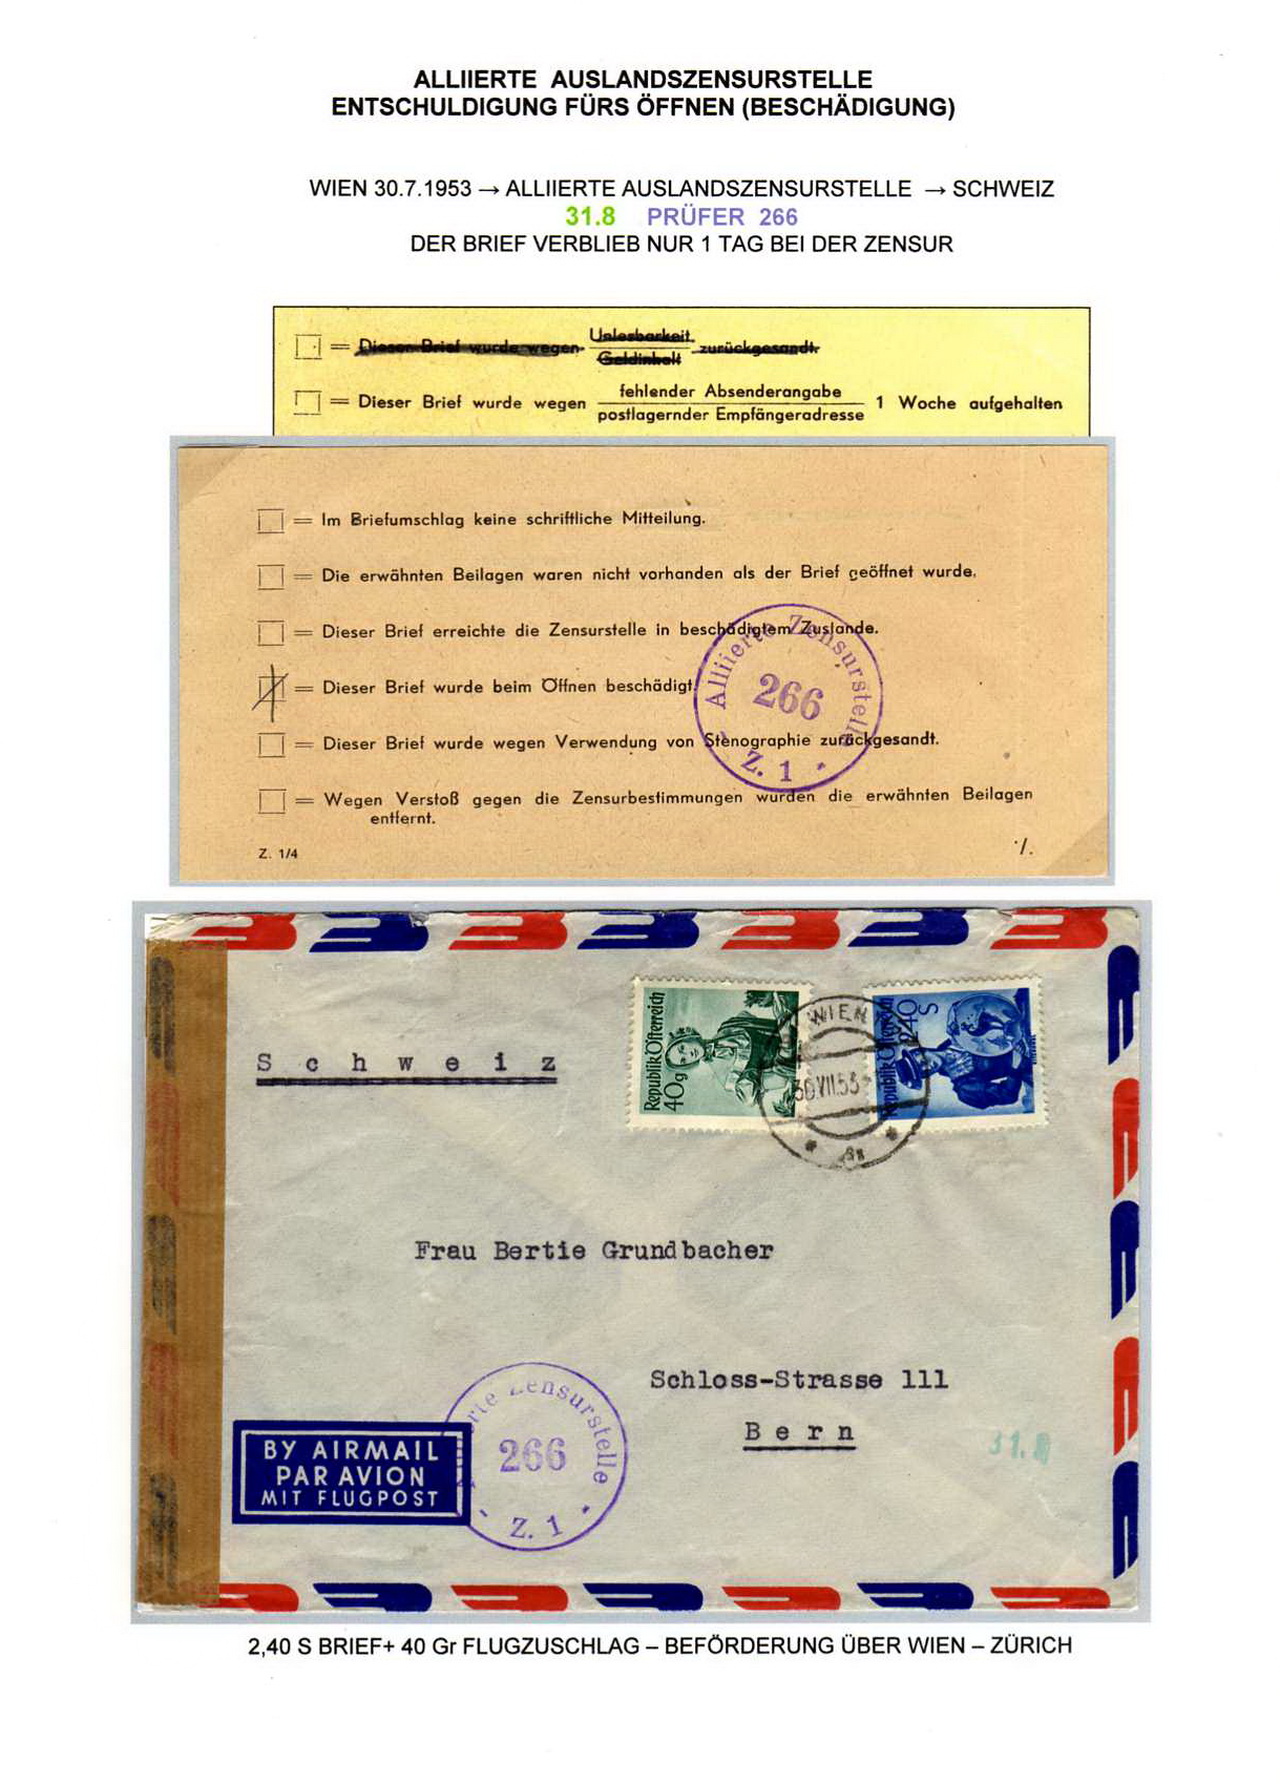 ALLIIERTE AUSLANDSZENSURSTELLE
ENTSCHULDIGUNG FÜRS ÖFFNEN (BESCHÄDIGUNG)
WIEN 30.7.1953 → ALLIIERTE AUSLANDSZENSURSTELLE → SCHWEIZ
31.8 PRÜFER 266
DER BRIEF VERBLIEB NUR 1 TAG BEI DER ZENSUR
= Dieser Brief wurde wegen Unlesbarkeit
Geldinhalt zurückgesandt.
= Dieser Brief wurde wegen fehlender Absenderangabe
postlagernder Empfängeradresse 1 Woche aufgehalten
= Im Briefumschlag keine schriftliche Mitteilung.
= Die erwähnten Beilagen waren nicht vorhanden als der Brief geöffnet wurde.
= Dieser Brief erreichte die Zensurstelle in beschädigtem Zustande.
= Dieser Brief wurde beim Öffnen beschädigt
= Dieser Brief wurde wegen Verwendung von Stenographie zurückgesandt.
= Wegen Verstoß gegen die Zensurbestimmungen wurden die erwähnten Beilagen
entfernt.
Z. 1/4
·/.
Alliierte Zensurstelle
266
Z. 1
Schweiz
Republik Österreich
40g
Republik Österreich
2.40 S
WIEN
30.VII.53
Frau Bertie Grundbacher
Schloss-Strasse 111
Bern
31.
Zensurstelle
266
Z. 1
BY AIRMAIL
PAR AVION
MIT FLUGPOST
2,40 S BRIEF+ 40 Gr FLUGZUSCHLAG – BEFÖRDERUNG ÜBER WIEN – ZÜRICH